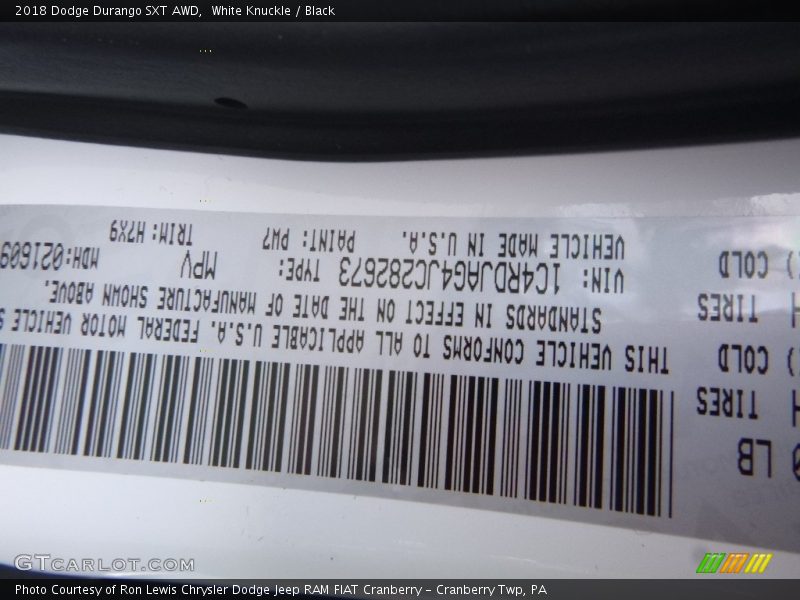 2018 Dodge Durango SXT AWD,  White Knuckle / Black
0 LB
TIRES
COLD
TIRES
COLD
THIS VEHICLE CONFORMS TO ALL APPLICABLE U.S.A. FEDERAL MOTOR VEHICLE
STANDARDS IN EFFECT ON THE DATE OF MANUFACTURE SHOWN ABOVE.
VIN: 1C4RDJAG4JC282673 TYPE: MPV MDH:021609
VEHICLE MADE IN U.S.A. PAINT: PW7 TRIM: H7X9
GTCARLOT.COM
Photo Courtesy of Ron Lewis Chrysler Dodge Jeep RAM FIAT Cranberry – Cranberry Twp, PA